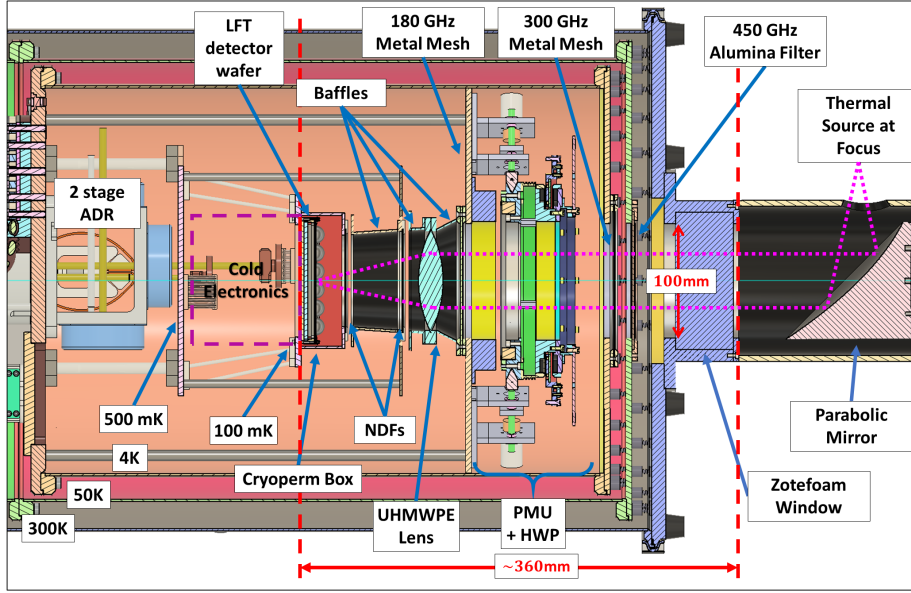 LFT
detector
wafer
180 GHz
Metal Mesh
300 GHz
Metal Mesh
450 GHz
Alumina Filter
Baffles
Thermal
Source at
Focus
2 stage
ADR
Cold
Electronics
100mm
500 mK
100 mK
NDFs
Parabolic
Mirror
4K
Cryoperm Box
50K
UHMWPE
Lens
PMU
+ HWP
Zotefoam
Window
300K
~360mm